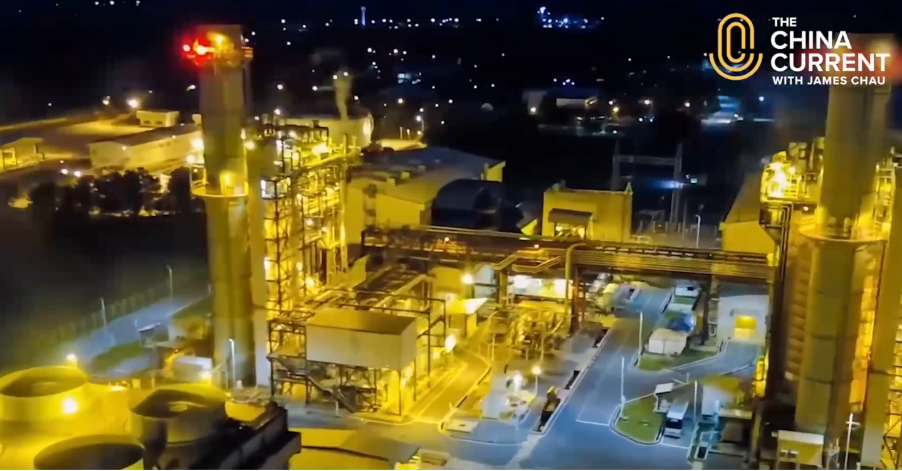 THE
CHINA
CURRENT
WITH JAMES CHAU